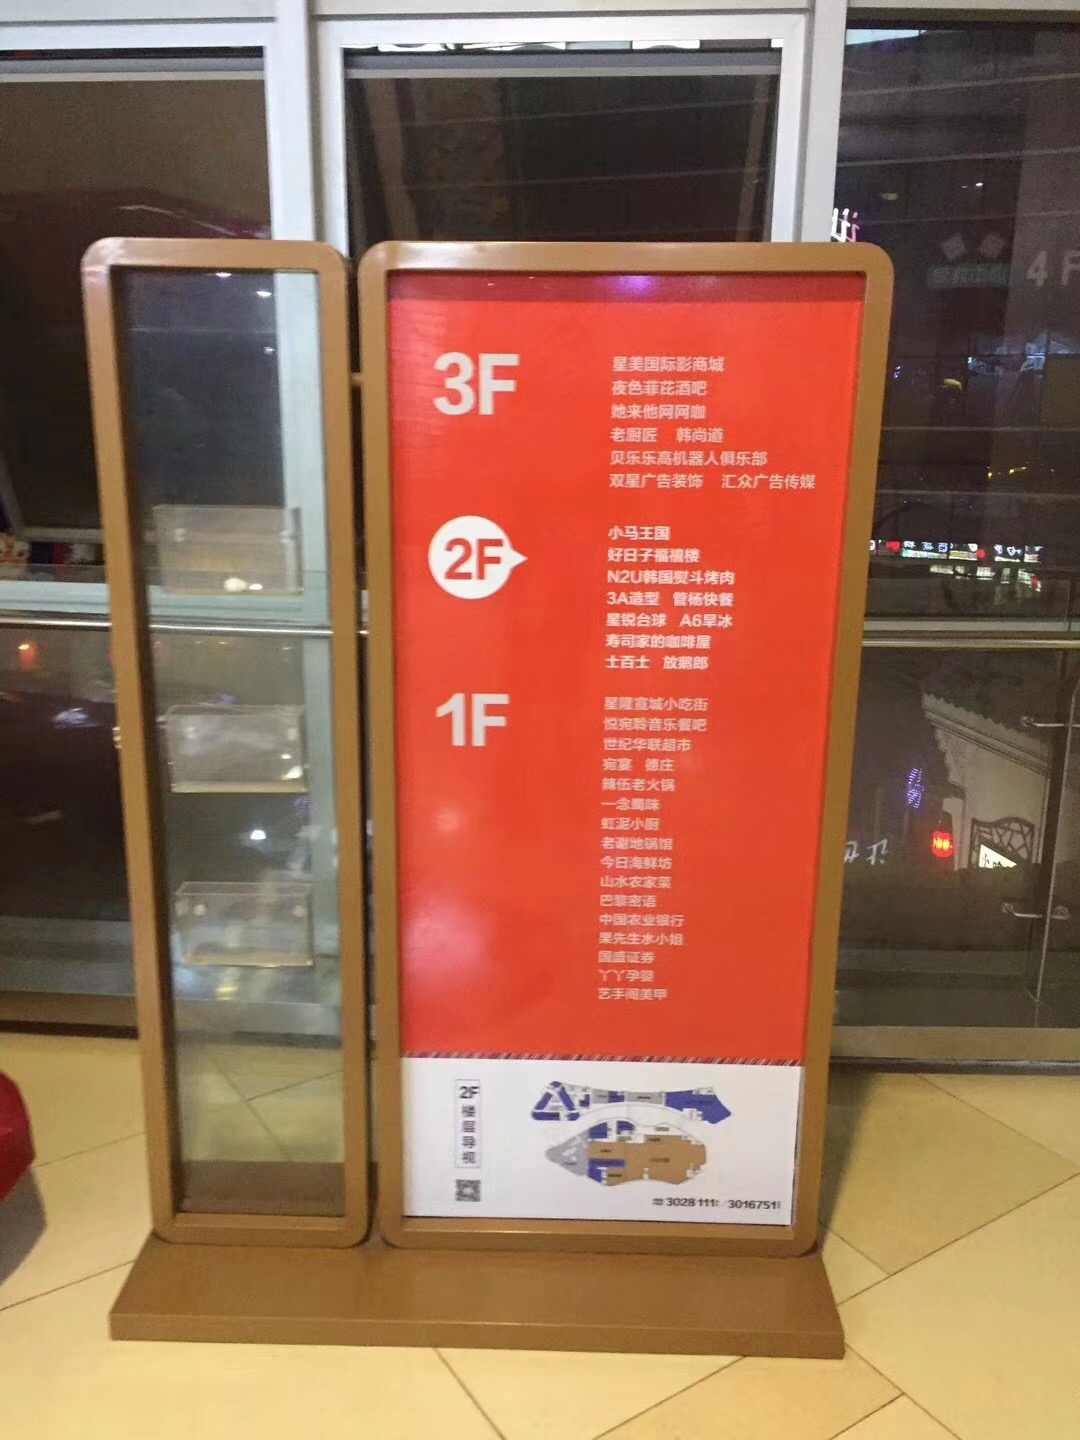 3F
星美国际影商城
夜色菲芘酒吧
她来他网网咖
老厨匠 韩尚道
贝乐乐高机器人俱乐部
双星广告装饰 汇众广告传媒
2F
小马王国
好日子福禧楼
N2U韩国熨斗烤肉
3A造型 管杨快餐
星锐台球 A6旱冰
寿司家的咖啡屋
士百士 放鹅郎
1F
星隆宣城小吃街
悦宛聆音乐餐吧
世纪华联超市
宛宴 德庄
辣伍老火锅
一念蜀味
虹泥小厨
老谢地锅馆
今日海鲜坊
山水农家菜
巴黎密语
中国农业银行
果先生水小姐
国盛证券
丫丫孕婴
艺手阁美甲
2F楼层导视
3028111 / 3016751
4F